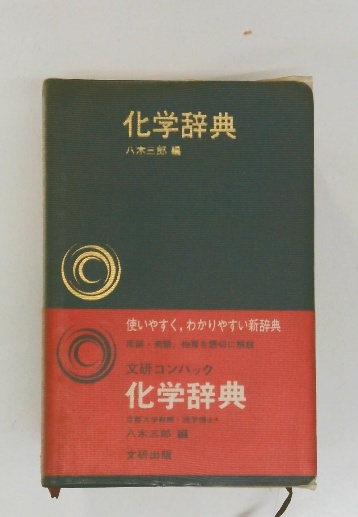 化学辞典
八木三郎 編
使いやすく，わかりやすい新辞典
文研コンパック
化学辞典
八木三郎 編
文研出版